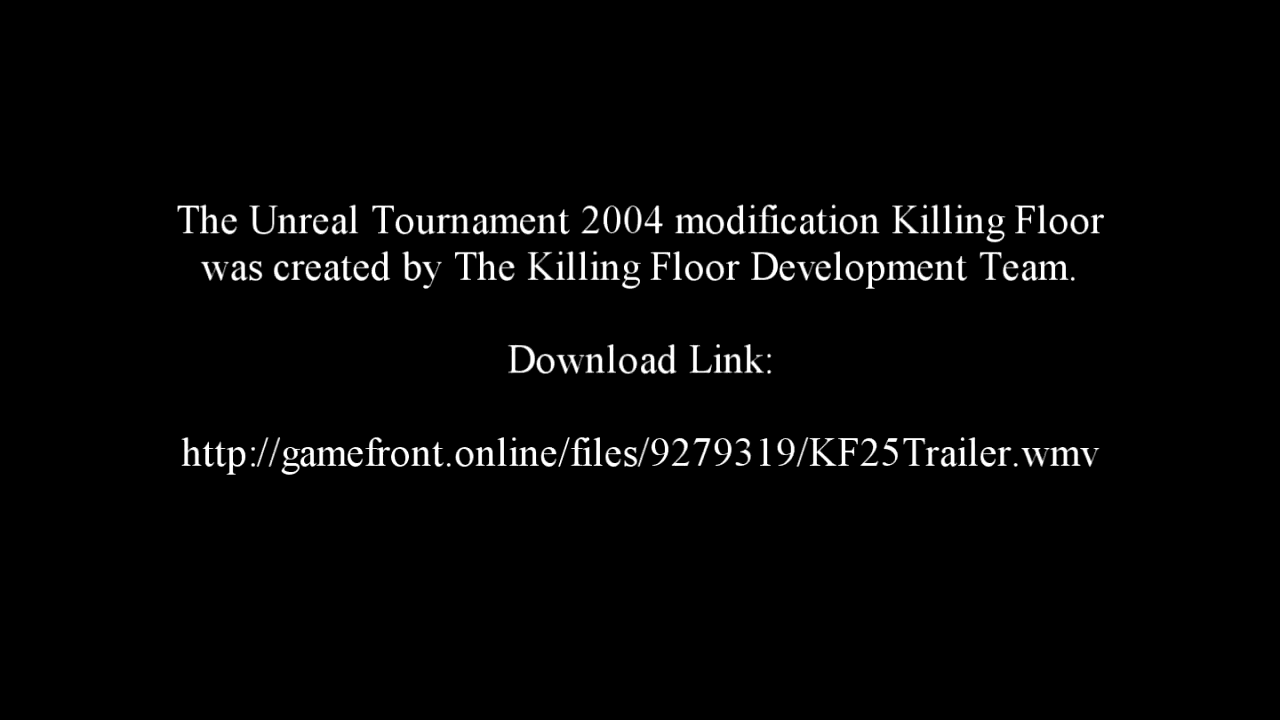 The Unreal Tournament 2004 modification Killing Floor
was created by The Killing Floor Development Team.
Download Link:
http://gamefront.online/files/9279319/KF25Trailer.wmv